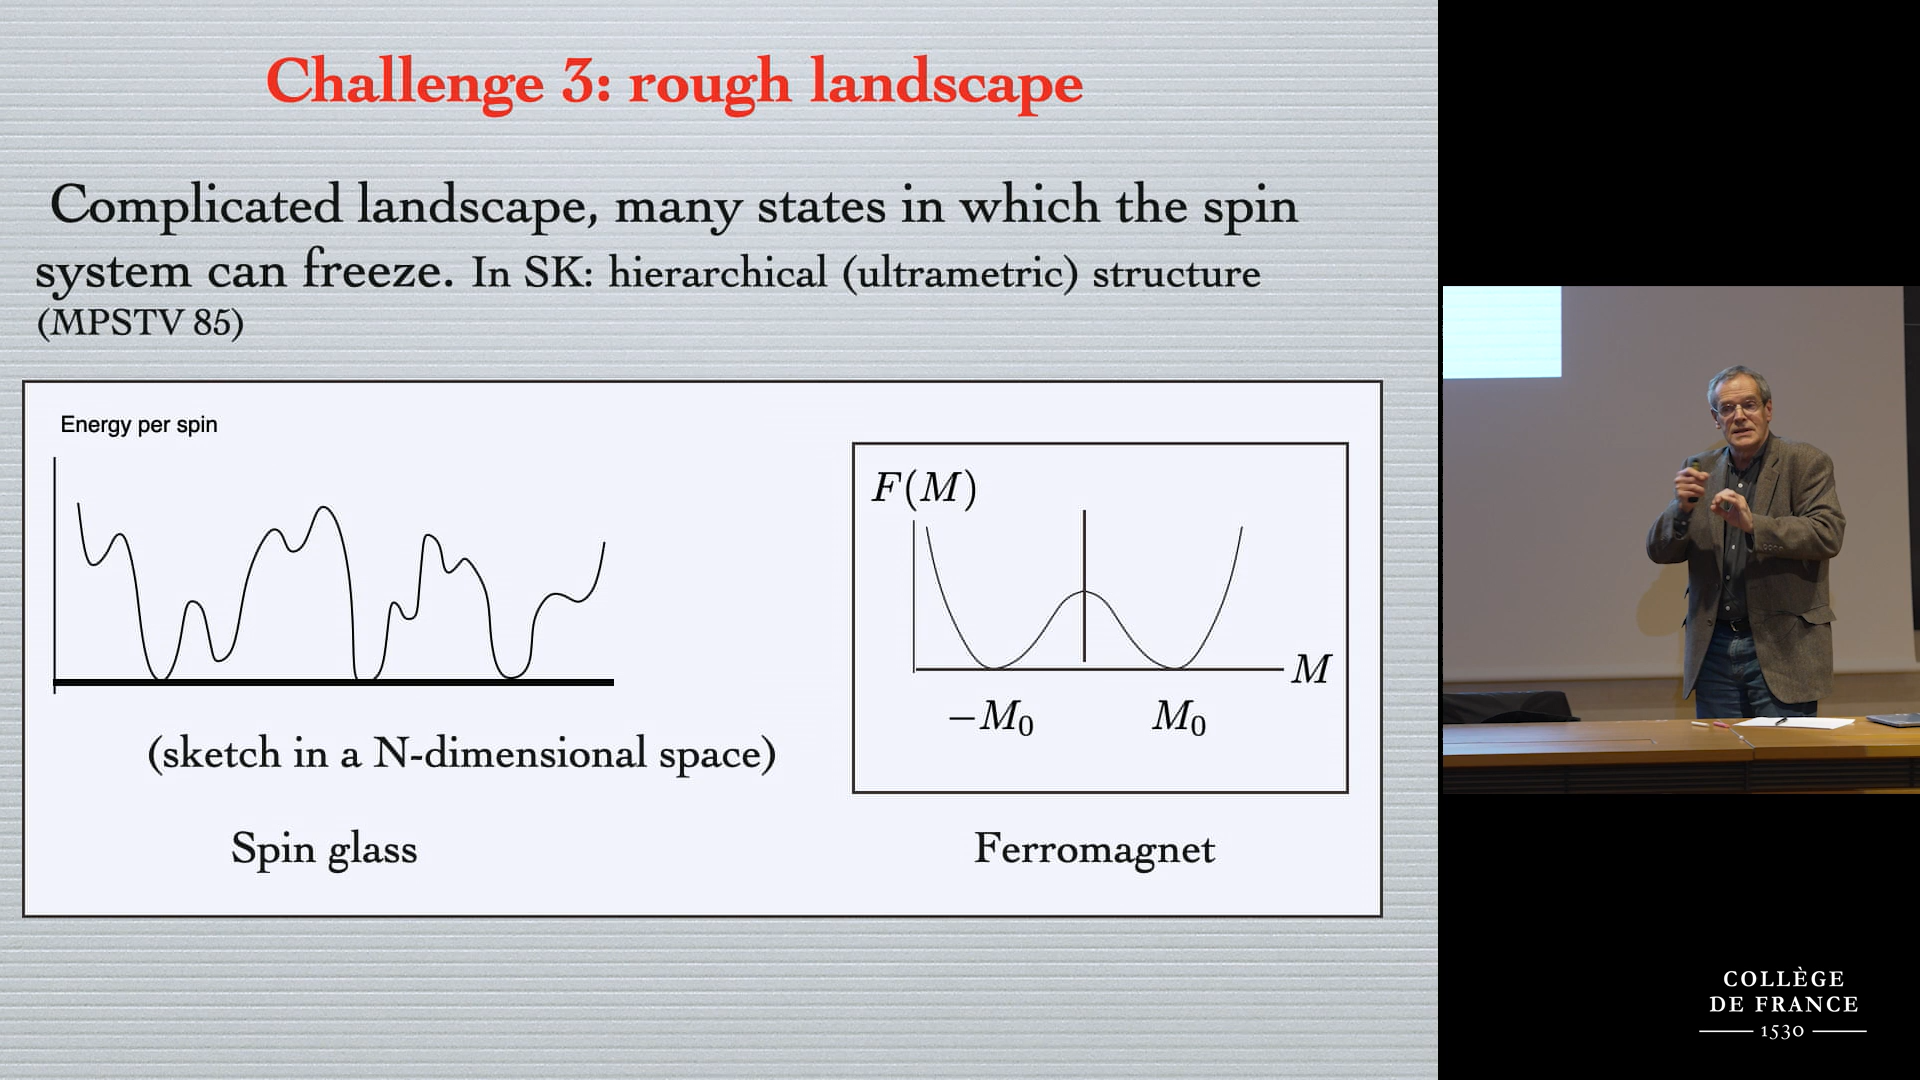 Challenge 3: rough landscape
Complicated landscape, many states in which the spin
system can freeze. In SK: hierarchical (ultrametric) structure
(MPSTV 85)
Energy per spin
(sketch in a N-dimensional space)
Spin glass
F(M)
M
−M₀
M₀
Ferromagnet
COLLÈGE
DE FRANCE
1530